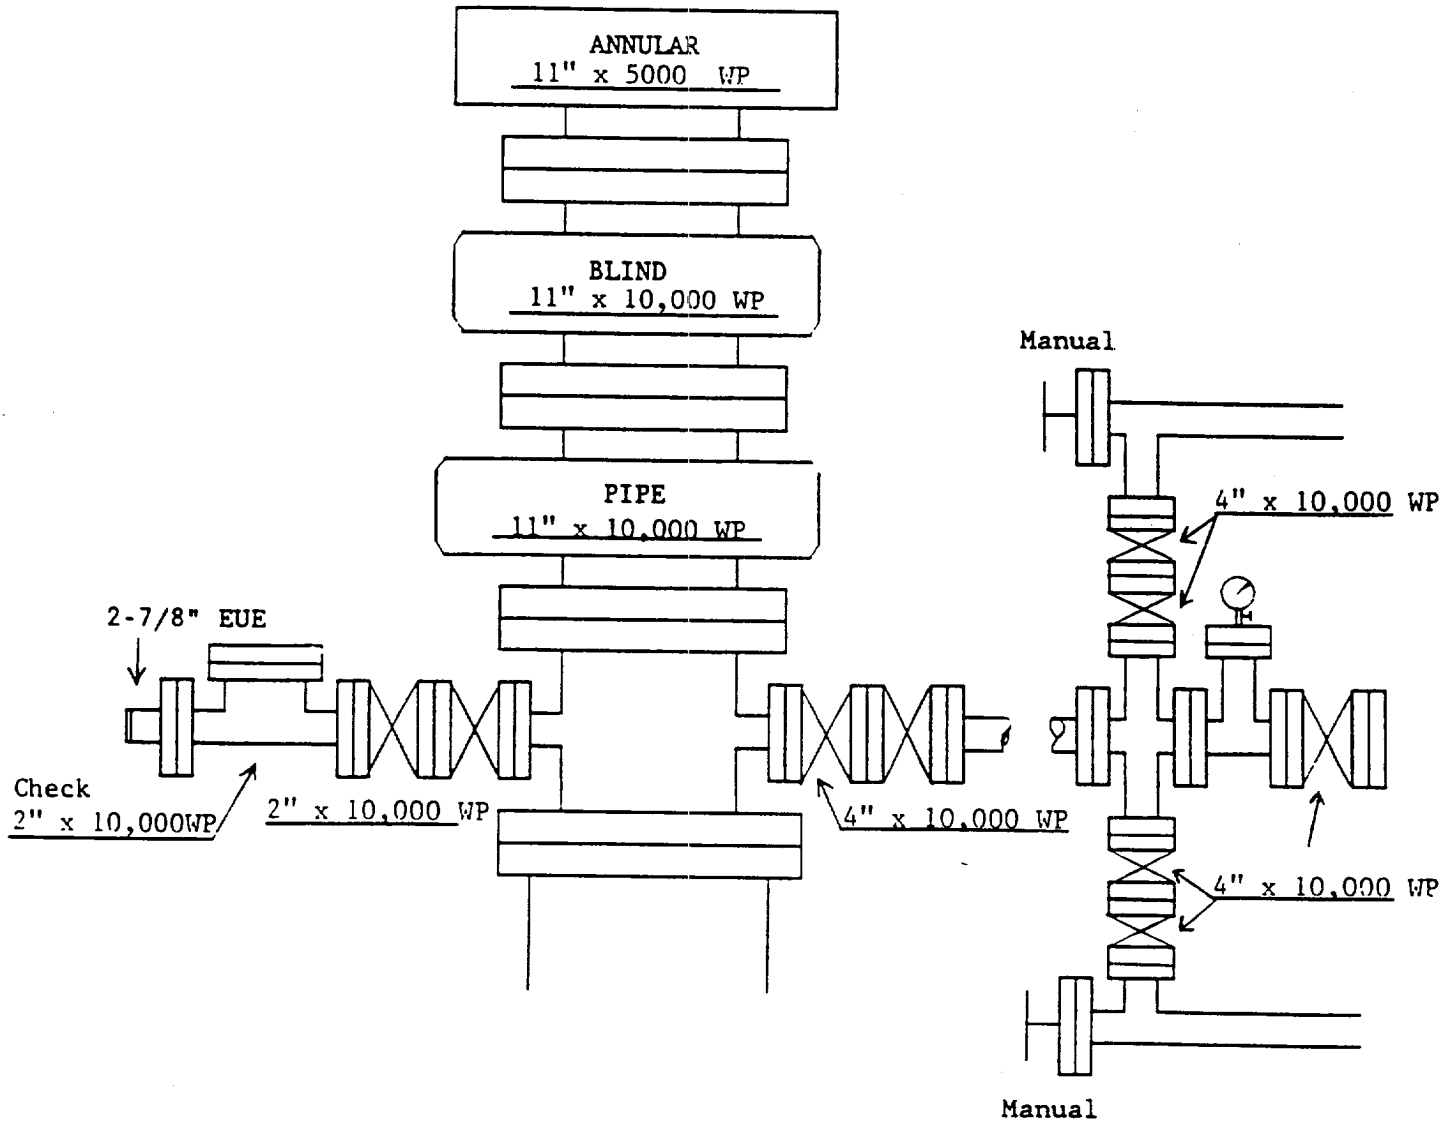 ANNULAR
11" x 5000 WP
BLIND
11" x 10,000 WP
Manual
PIPE
11" x 10,000 WP
4" x 10,000 WP
2-7/8" EUE
Check
2" x 10,000WP
2" x 10,000 WP
4" x 10,000 WP
4" x 10,000 WP
Manual